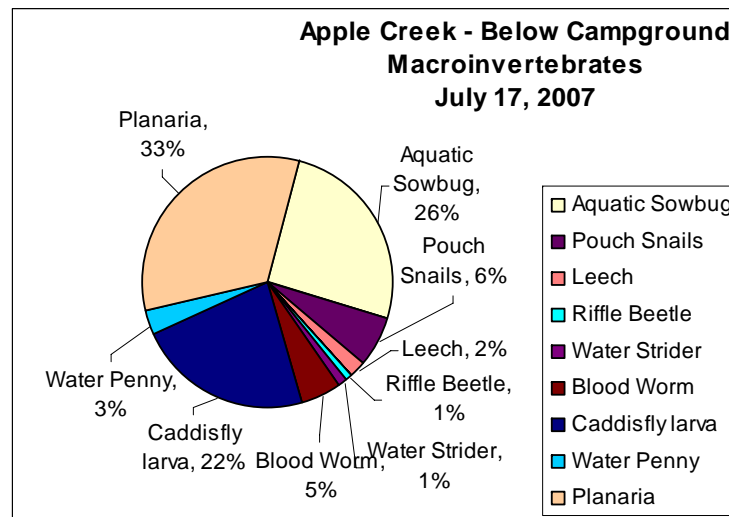 Apple Creek - Below Campground
Macroinvertebrates
July 17, 2007
Planaria,
33%
Aquatic
Sowbug,
26%
Pouch
Snails, 6%
Leech, 2%
Riffle Beetle,
1%
Water Strider,
1%
Blood Worm,
5%
Caddisfly
larva, 22%
Water Penny,
3%
Aquatic Sowbug
Pouch Snails
Leech
Riffle Beetle
Water Strider
Blood Worm
Caddisfly larva
Water Penny
Planaria